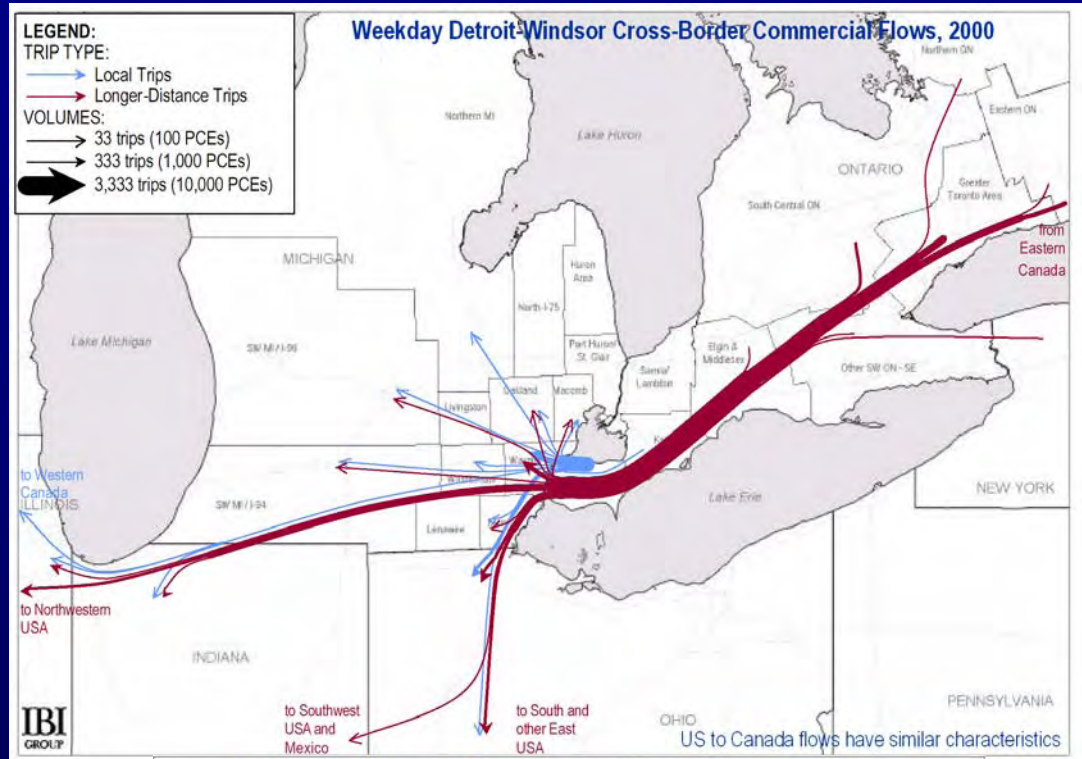 Weekday Detroit-Windsor Cross-Border Commercial Flows, 2000
LEGEND:
TRIP TYPE:
Local Trips
Longer-Distance Trips
VOLUMES:
33 trips (100 PCEs)
333 trips (1,000 PCEs)
3,333 trips (10,000 PCEs)
Northern ON
Eastern ON
Northern MI
Lake Huron
ONTARIO
Greater
Toronto Area
South Central ON
from
Eastern
Canada
MICHIGAN
Huron
Area
North I-75
Lake Michigan
SW MI / I-96
Port Huron/
St. Clair
Sarnia/
Lambton
Elgin &
Middlesex
Other SW ON - SE
Livingston
Oakland
Macomb
to Western
Canada
ILLINOIS
SW MI / I-94
Lenawee
Lake Erie
NEW YORK
to Northwestern
USA
INDIANA
to Southwest
USA and
Mexico
to South and
other East
USA
OHIO
PENNSYLVANIA
IBI
GROUP
US to Canada flows have similar characteristics